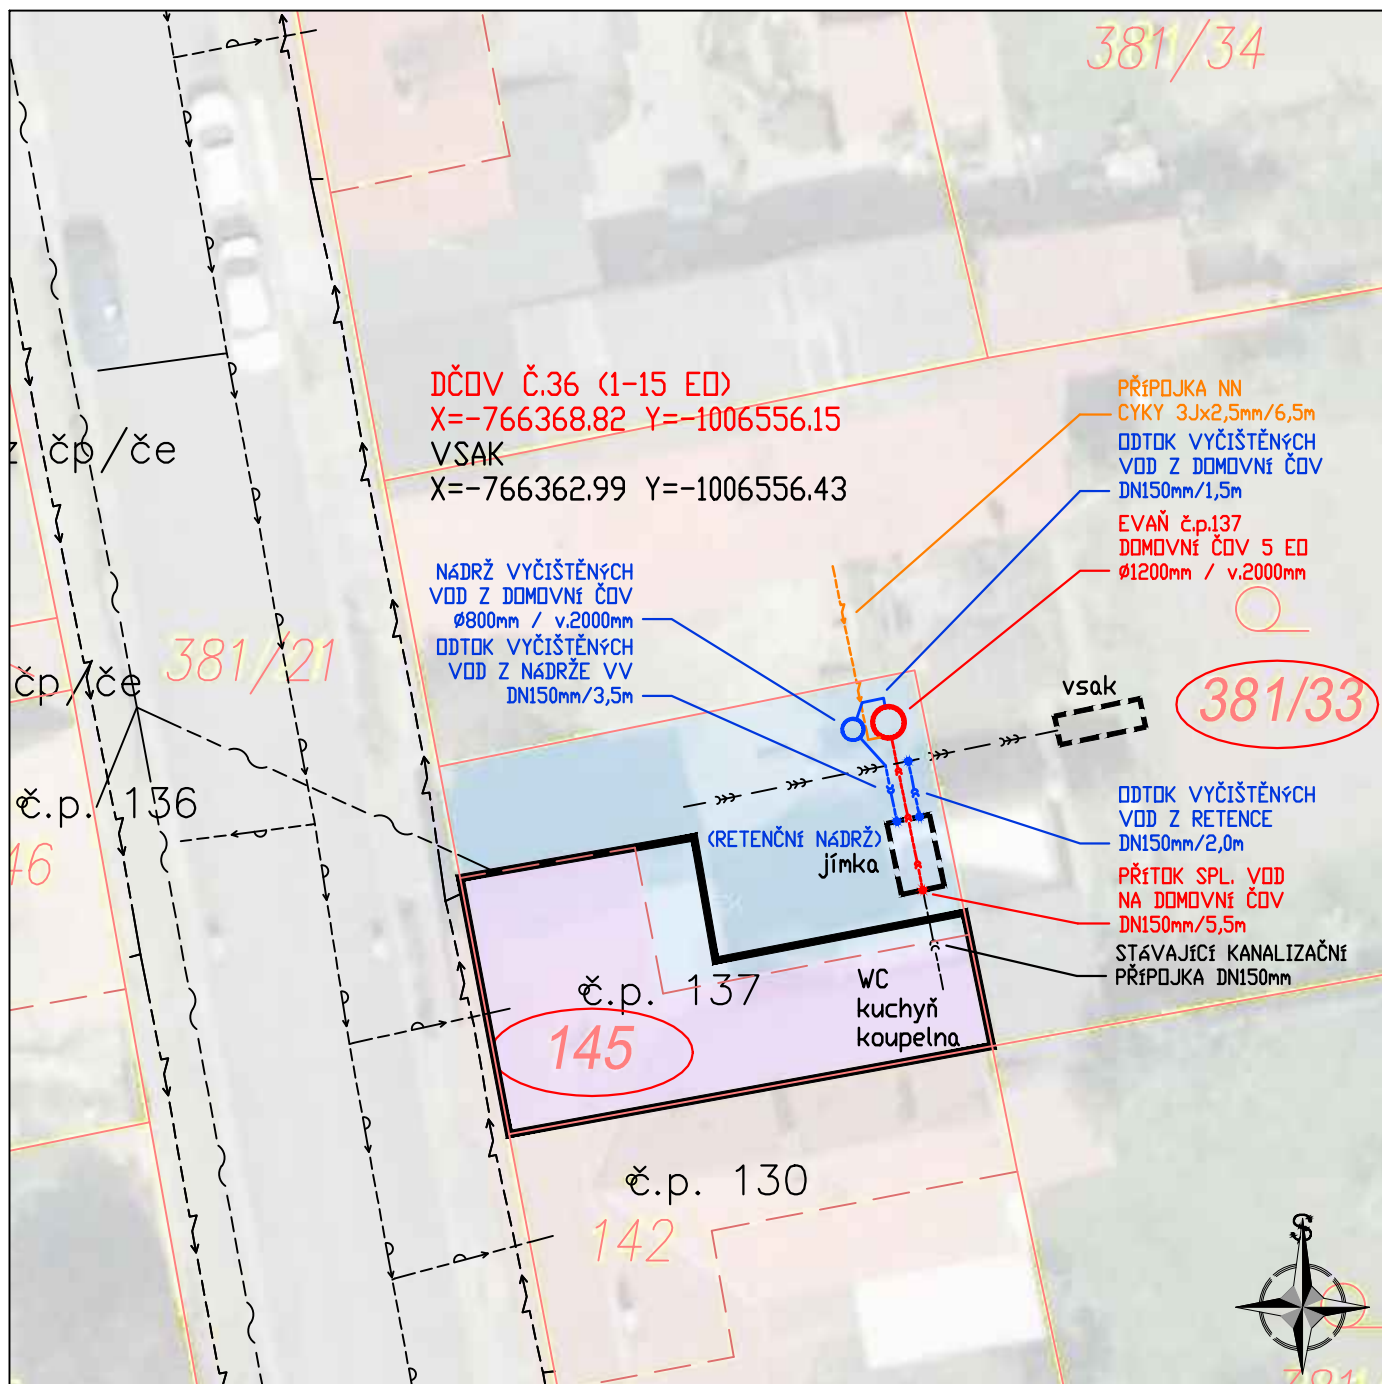 381/34
DČOV Č.36 (1-15 EO)
X=-766368.82 Y=-1006556.15
VSAK
X=-766362.99 Y=-1006556.43
PŘÍPOJKA NN
CYKY 3Jx2,5mm/6,5m
ODTOK VYČIŠTĚNÝCH
VOD Z DOMOVNÍ ČOV
DN150mm/1,5m
EVAŇ č.p.137
DOMOVNÍ ČOV 5 EO
Ø1200mm / v.2000mm
čp/če
NÁDRŽ VYČIŠTĚNÝCH
VOD Z DOMOVNÍ ČOV
Ø800mm / v.2000mm
ODTOK VYČIŠTĚNÝCH
VOD Z NÁDRŽE VV
DN150mm/3,5m
381/21
čp/če
vsak
381/33
č.p. 136
46
(RETENČNÍ NÁDRŽ)
jímka
ODTOK VYČIŠTĚNÝCH
VOD Z RETENCE
DN150mm/2,0m
PŘÍTOK SPL. VOD
NA DOMOVNÍ ČOV
DN150mm/5,5m
STÁVAJÍCÍ KANALIZAČNÍ
PŘÍPOJKA DN150mm
č.p. 137
WC
kuchyň
koupelna
145
č.p. 130
142
S
381